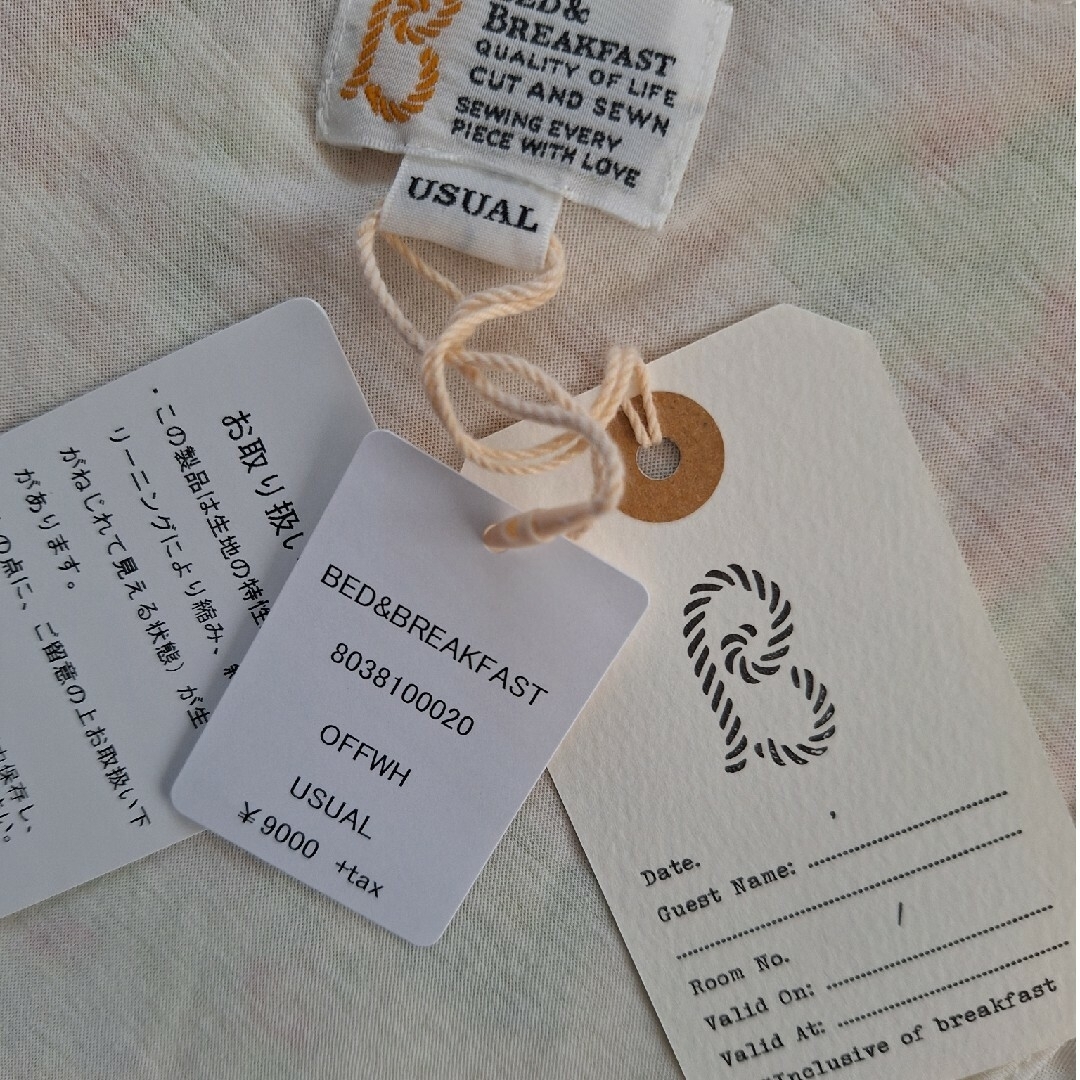 BREAKFAST
QUALITY OF LIFE
CUT AND SEWN
SEWING EVERY
PIECE WITH LOVE
USUAL
お取り扱い
・この製品は生地の特性
リーニングにより縮み、
がねじれて見える状態）が生
があります。
の点に、ご留意の上お取扱い下
保存し、
BED&BREAKFAST
8038100020
OFFWH
USUAL
¥9000 +tax
Date.
Guest Name:
Room No.
Valid On:
Valid At:
Inclusive of breakfast